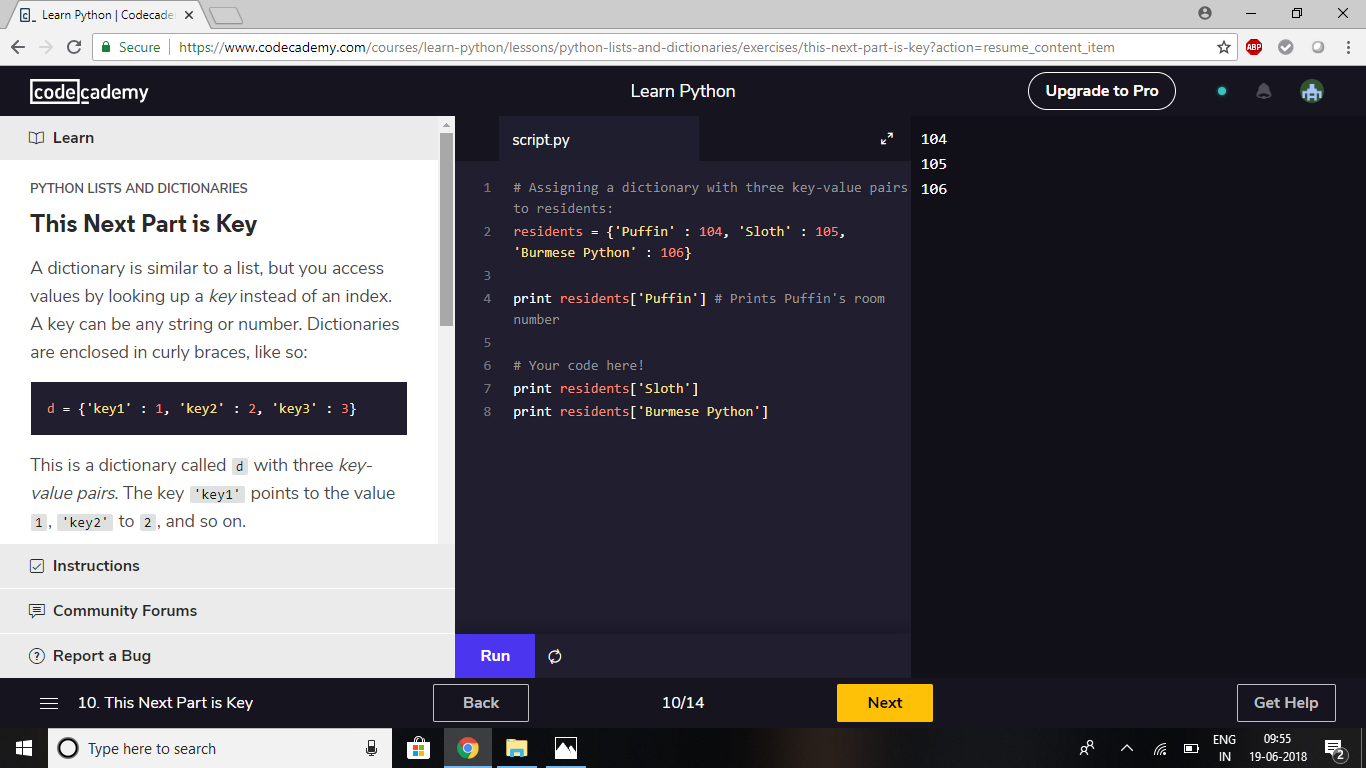 Learn Python | Codecade
Secure
https://www.codecademy.com/courses/learn-python/lessons/python-lists-and-dictionaries/exercises/this-next-part-is-key?action=resume_content_item
ABP
codecademy
Learn Python
Upgrade to Pro
Learn
PYTHON LISTS AND DICTIONARIES
This Next Part is Key
A dictionary is similar to a list, but you access
values by looking up a key instead of an index.
A key can be any string or number. Dictionaries
are enclosed in curly braces, like so:
d = {'key1' : 1, 'key2' : 2, 'key3' : 3}
This is a dictionary called d with three key-
value pairs. The key 'key1' points to the value
1, 'key2' to 2, and so on.
Instructions
Community Forums
Report a Bug
script.py
1 # Assigning a dictionary with three key-value pairs
to residents:
2 residents = {'Puffin' : 104, 'Sloth' : 105,
'Burmese Python' : 106}
3
4 print residents['Puffin'] # Prints Puffin's room
number
5
6 # Your code here!
7 print residents['Sloth']
8 print residents['Burmese Python']
Run
104
105
106
10. This Next Part is Key
Back
10/14
Next
Get Help
Type here to search
ENG
IN
09:55
19-06-2018
2